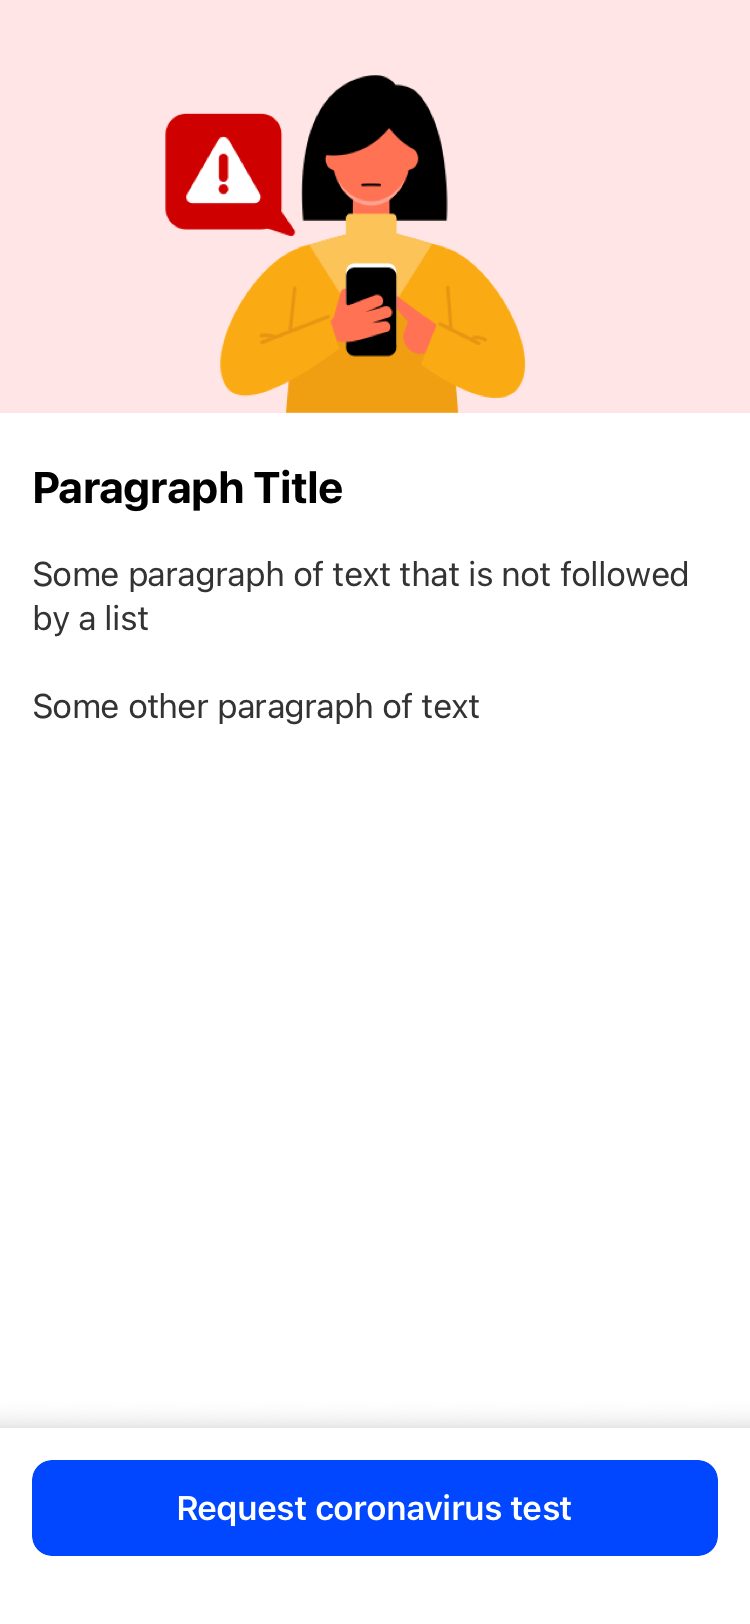 Paragraph Title
Some paragraph of text that is not followed
by a list
Some other paragraph of text
Request coronavirus test